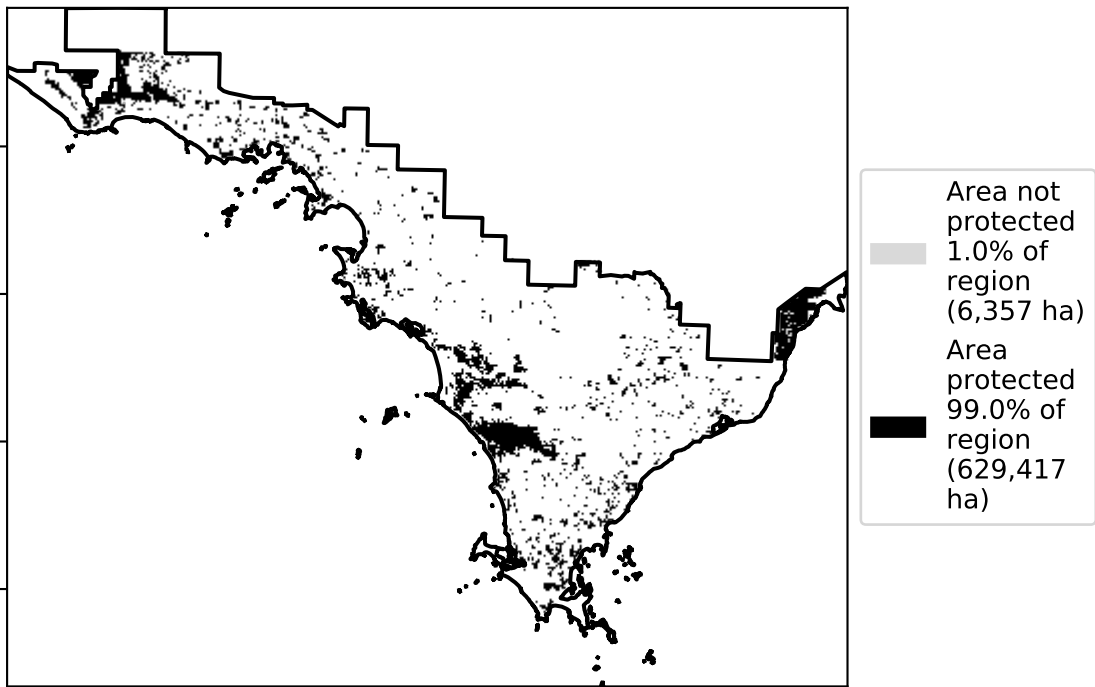 Area not
protected
1.0% of
region
(6,357 ha)
Area
protected
99.0% of
region
(629,417
ha)